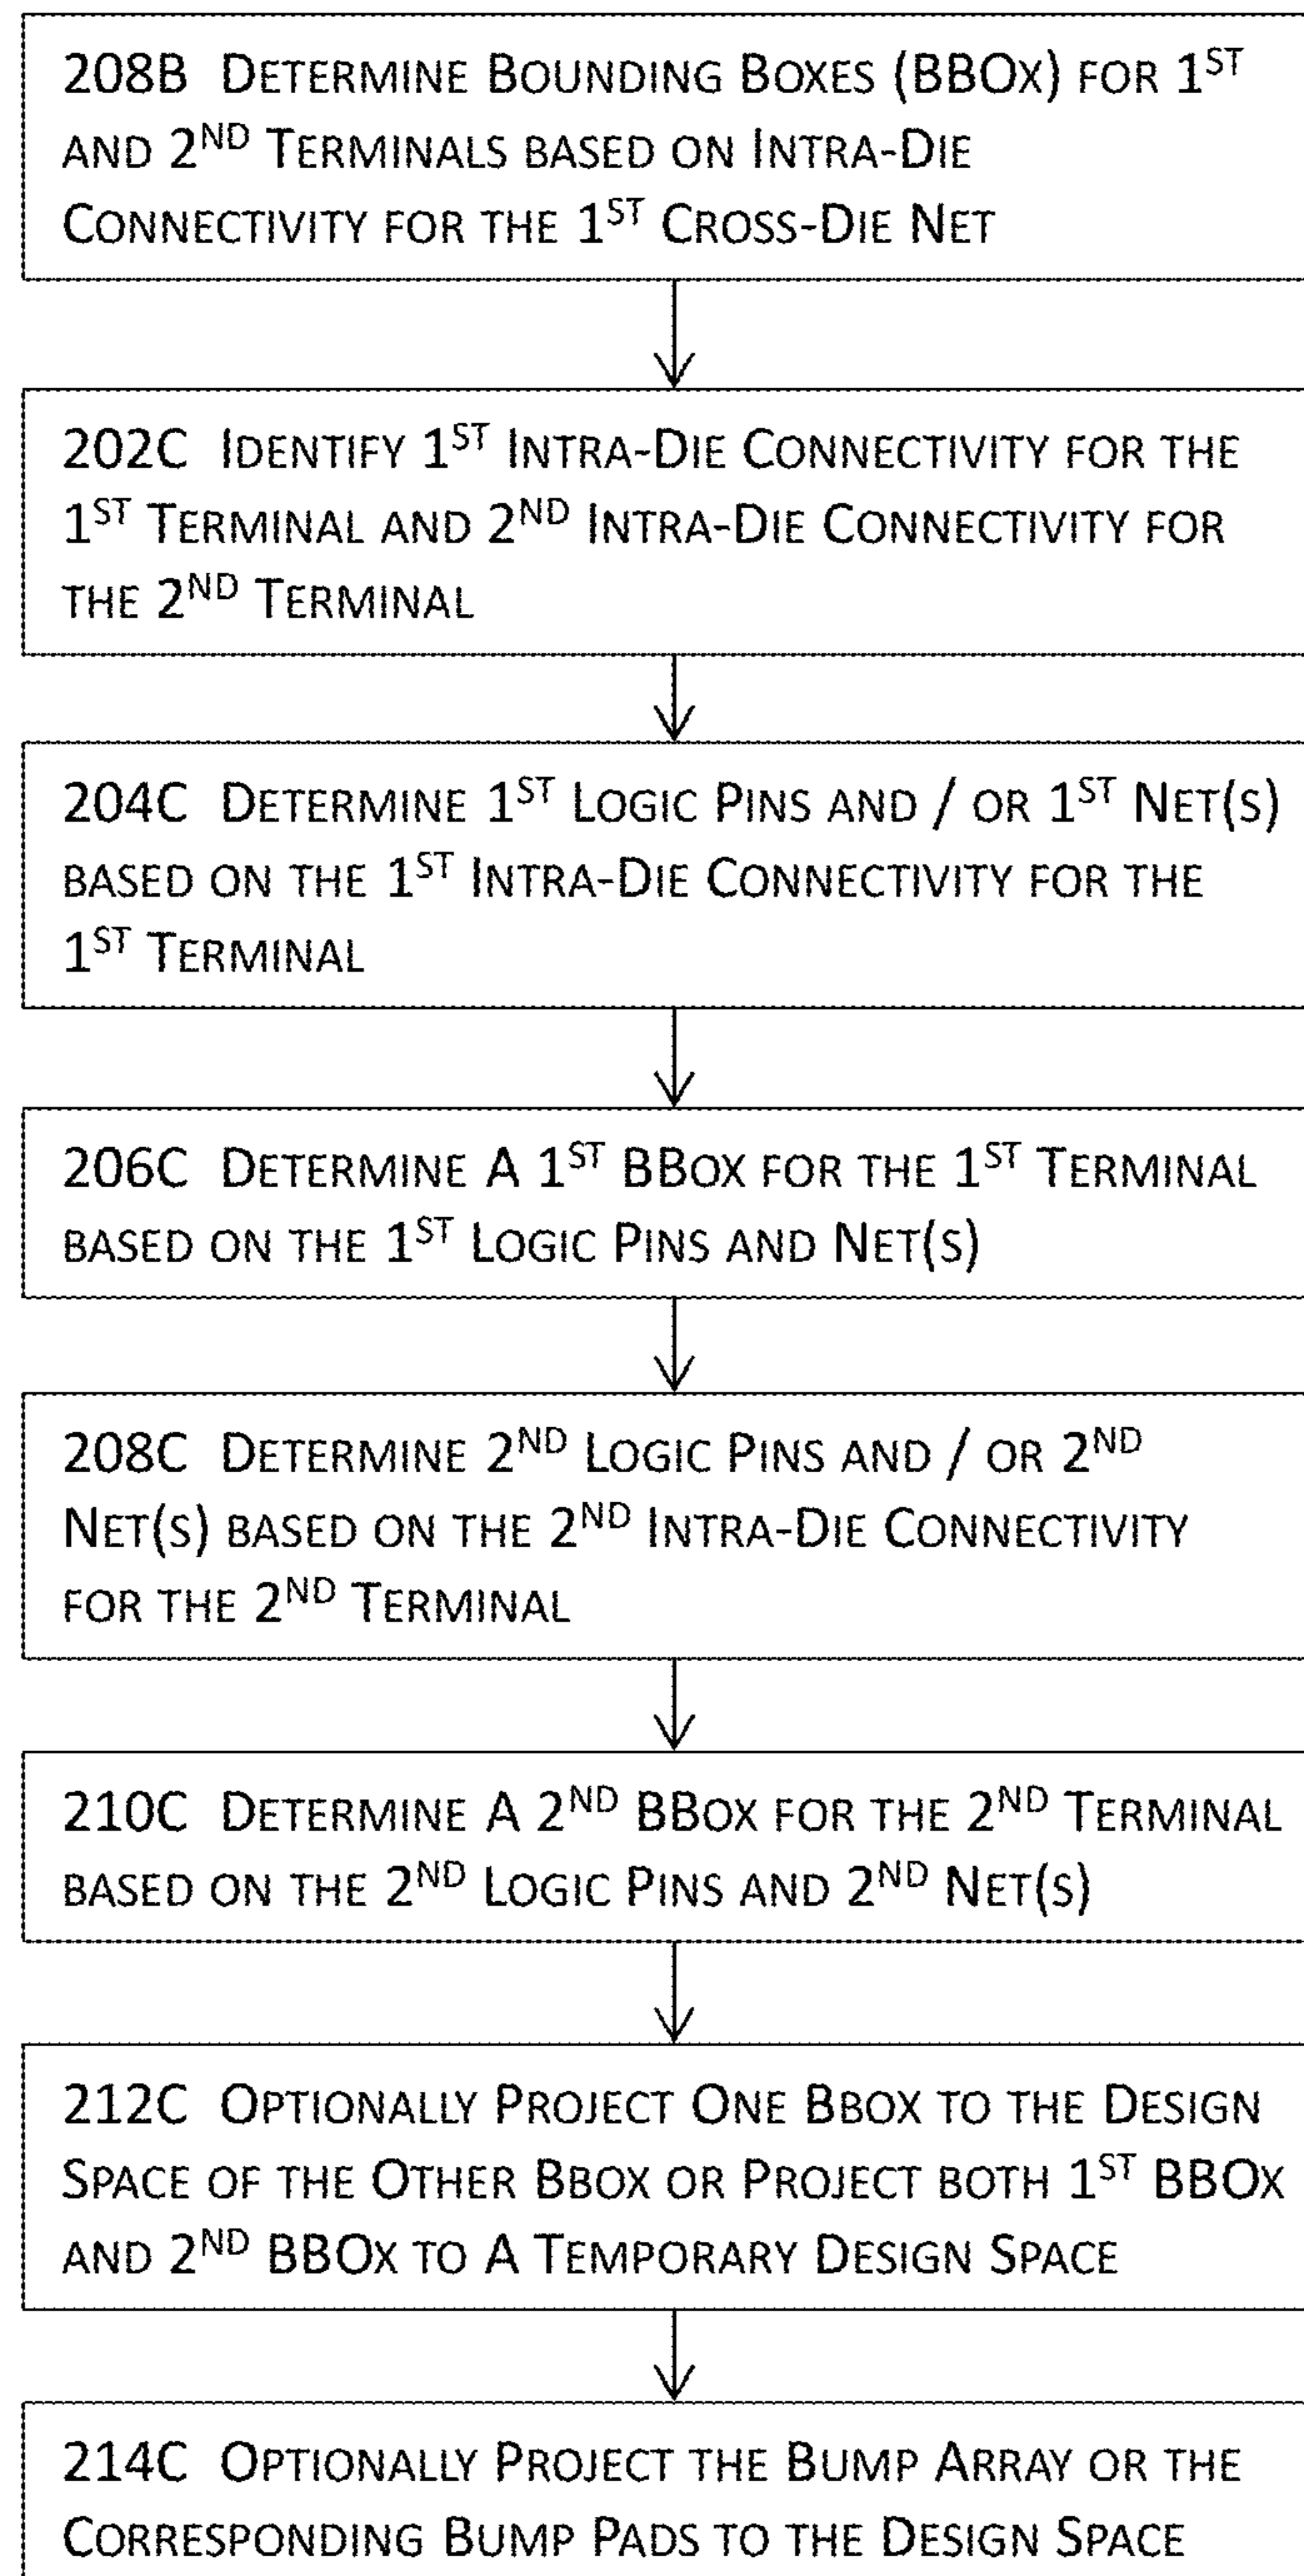 208B DETERMINE BOUNDING BOXES (BBOX) FOR 1ST
AND 2ND TERMINALS BASED ON INTRA-DIE
CONNECTIVITY FOR THE 1ST CROSS-DIE NET
202C IDENTIFY 1ST INTRA-DIE CONNECTIVITY FOR THE
1ST TERMINAL AND 2ND INTRA-DIE CONNECTIVITY FOR
THE 2ND TERMINAL
204C DETERMINE 1ST LOGIC PINS AND / OR 1ST NET(S)
BASED ON THE 1ST INTRA-DIE CONNECTIVITY FOR THE
1ST TERMINAL
206C DETERMINE A 1ST BBOX FOR THE 1ST TERMINAL
BASED ON THE 1ST LOGIC PINS AND NET(S)
208C DETERMINE 2ND LOGIC PINS AND / OR 2ND
NET(S) BASED ON THE 2ND INTRA-DIE CONNECTIVITY
FOR THE 2ND TERMINAL
210C DETERMINE A 2ND BBOX FOR THE 2ND TERMINAL
BASED ON THE 2ND LOGIC PINS AND 2ND NET(S)
212C OPTIONALLY PROJECT ONE BBOX TO THE DESIGN
SPACE OF THE OTHER BBOX OR PROJECT BOTH 1ST BBOX
AND 2ND BBOX TO A TEMPORARY DESIGN SPACE
214C OPTIONALLY PROJECT THE BUMP ARRAY OR THE
CORRESPONDING BUMP PADS TO THE DESIGN SPACE